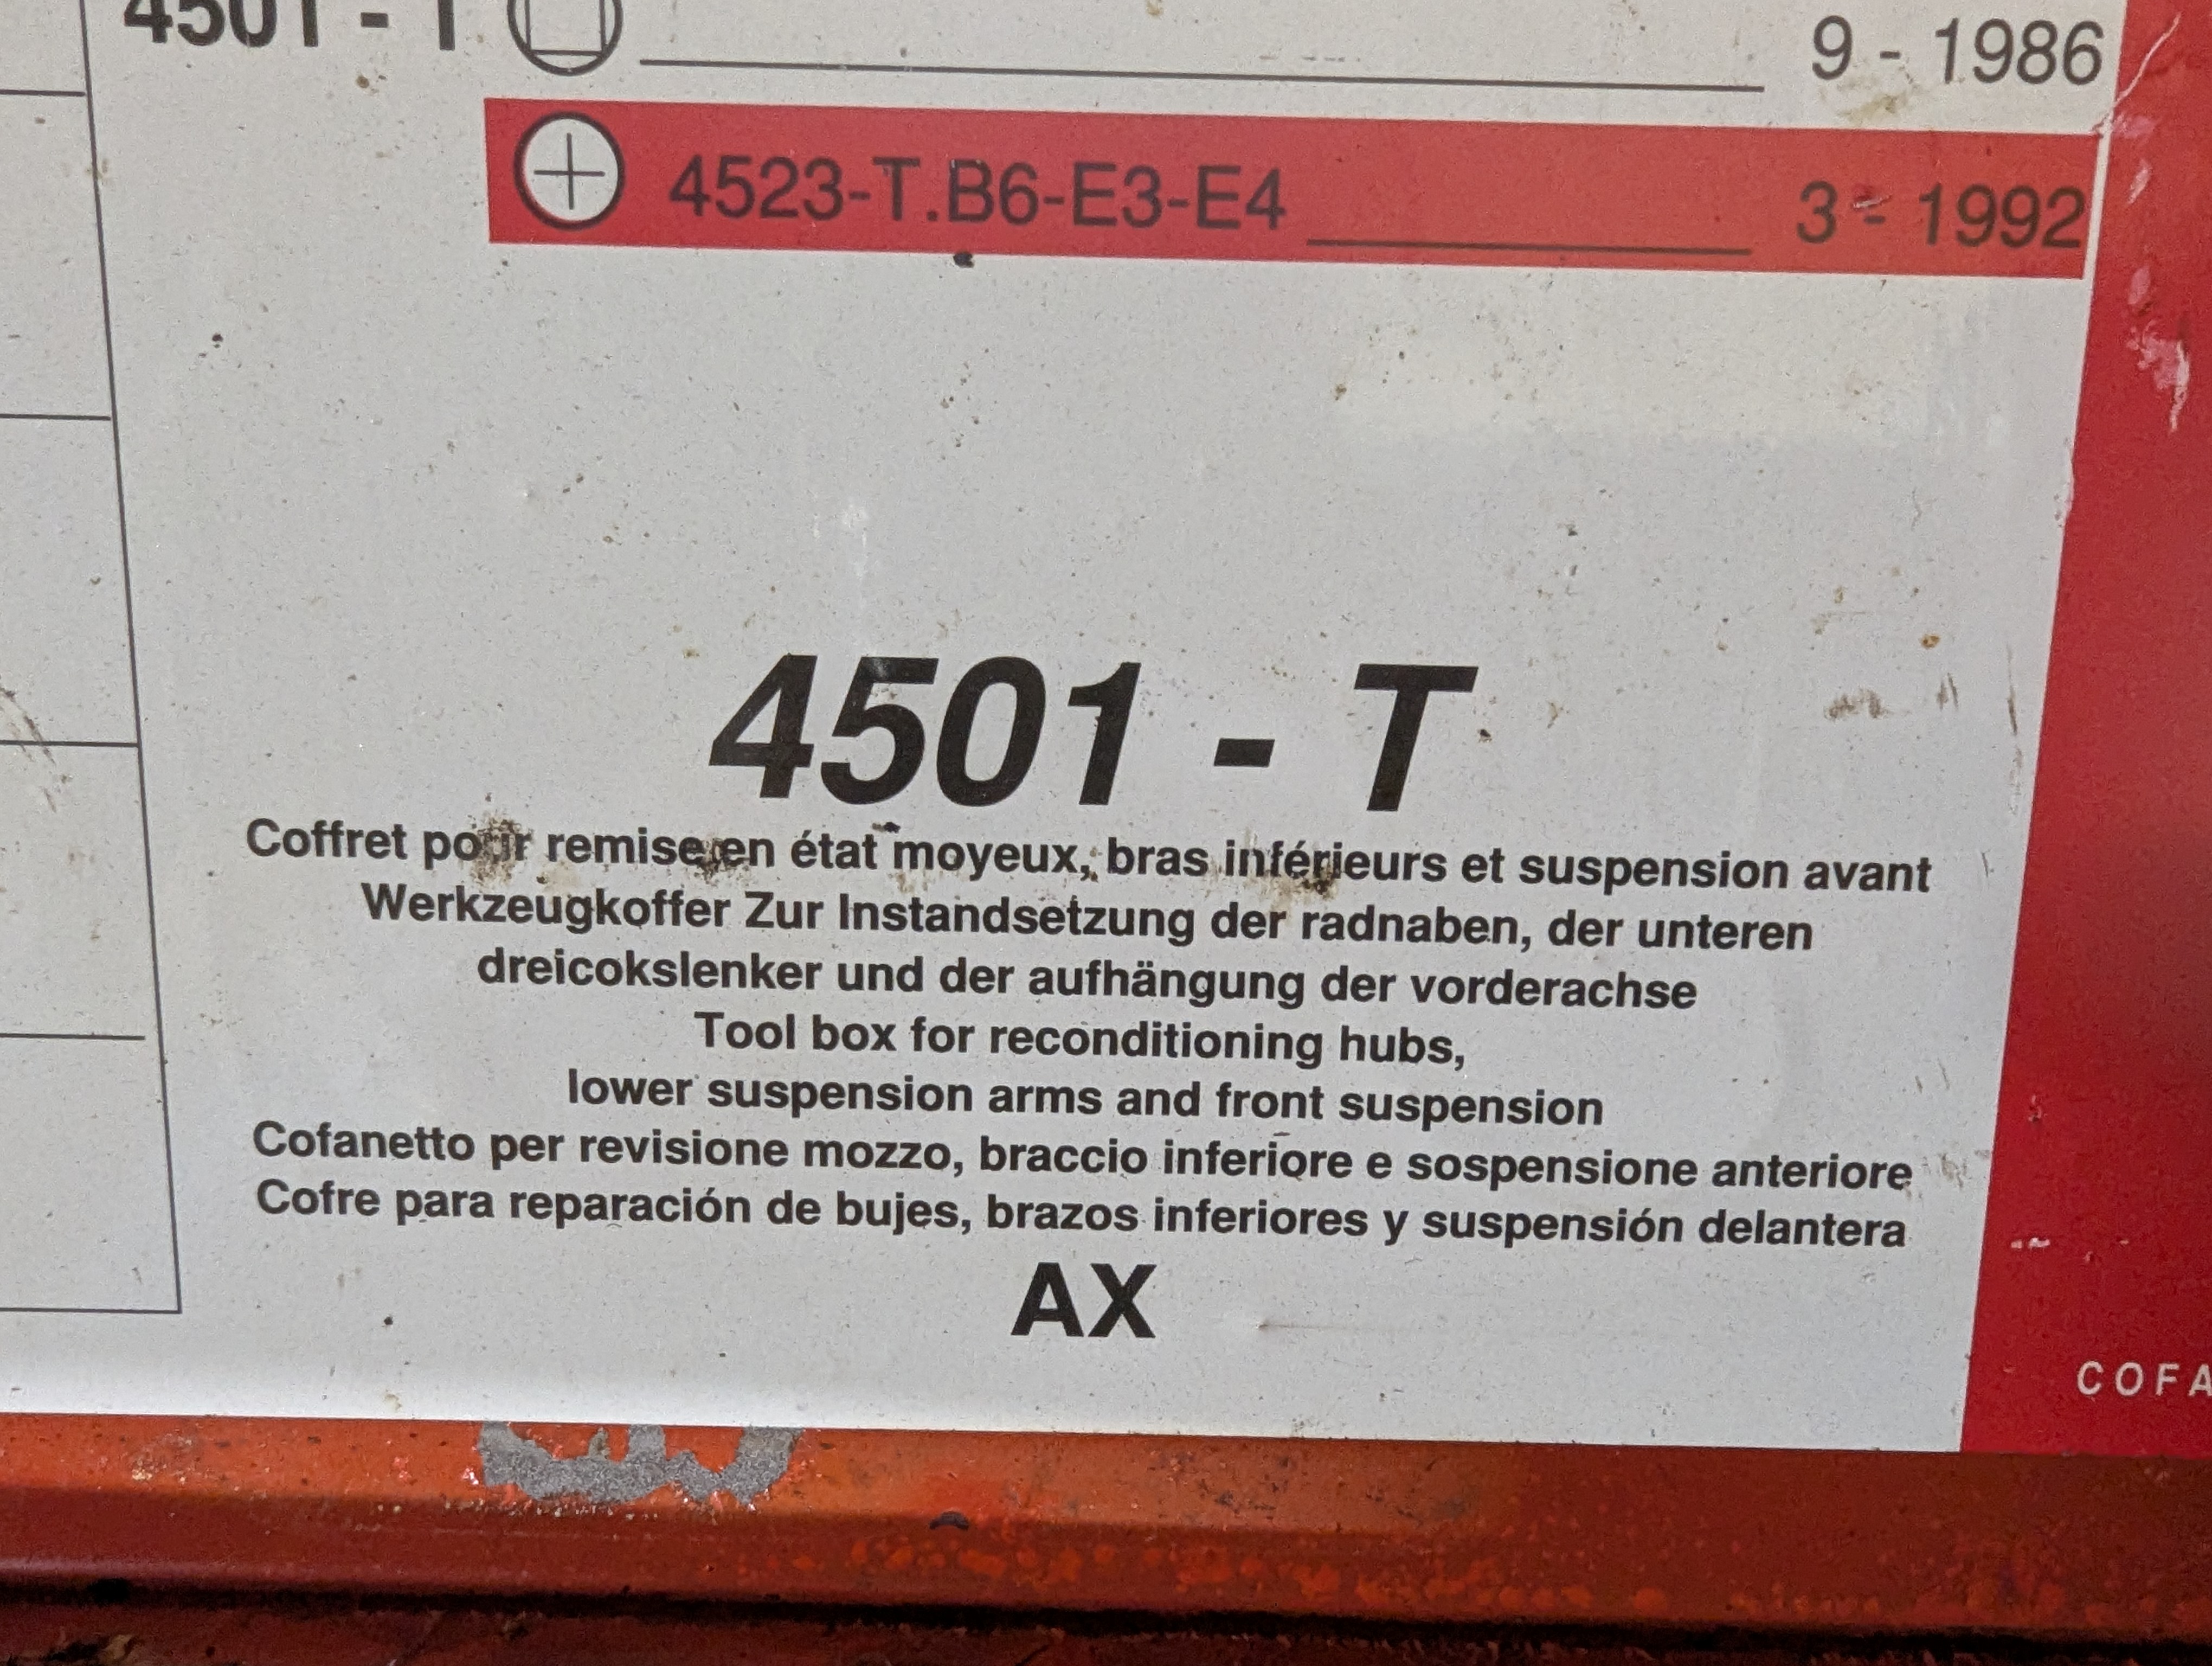 4501 - T 9 - 1986
4523-T.B6-E3-E4 3 - 1992
4501 - T
Coffret pour remise en état moyeux, bras inférieurs et suspension avant
Werkzeugkoffer Zur Instandsetzung der radnaben, der unteren
dreicokslenker und der aufhängung der vorderachse
Tool box for reconditioning hubs,
lower suspension arms and front suspension
Cofanetto per revisione mozzo, braccio inferiore e sospensione anteriore
Cofre para reparación de bujes, brazos inferiores y suspensión delantera
AX
COFA